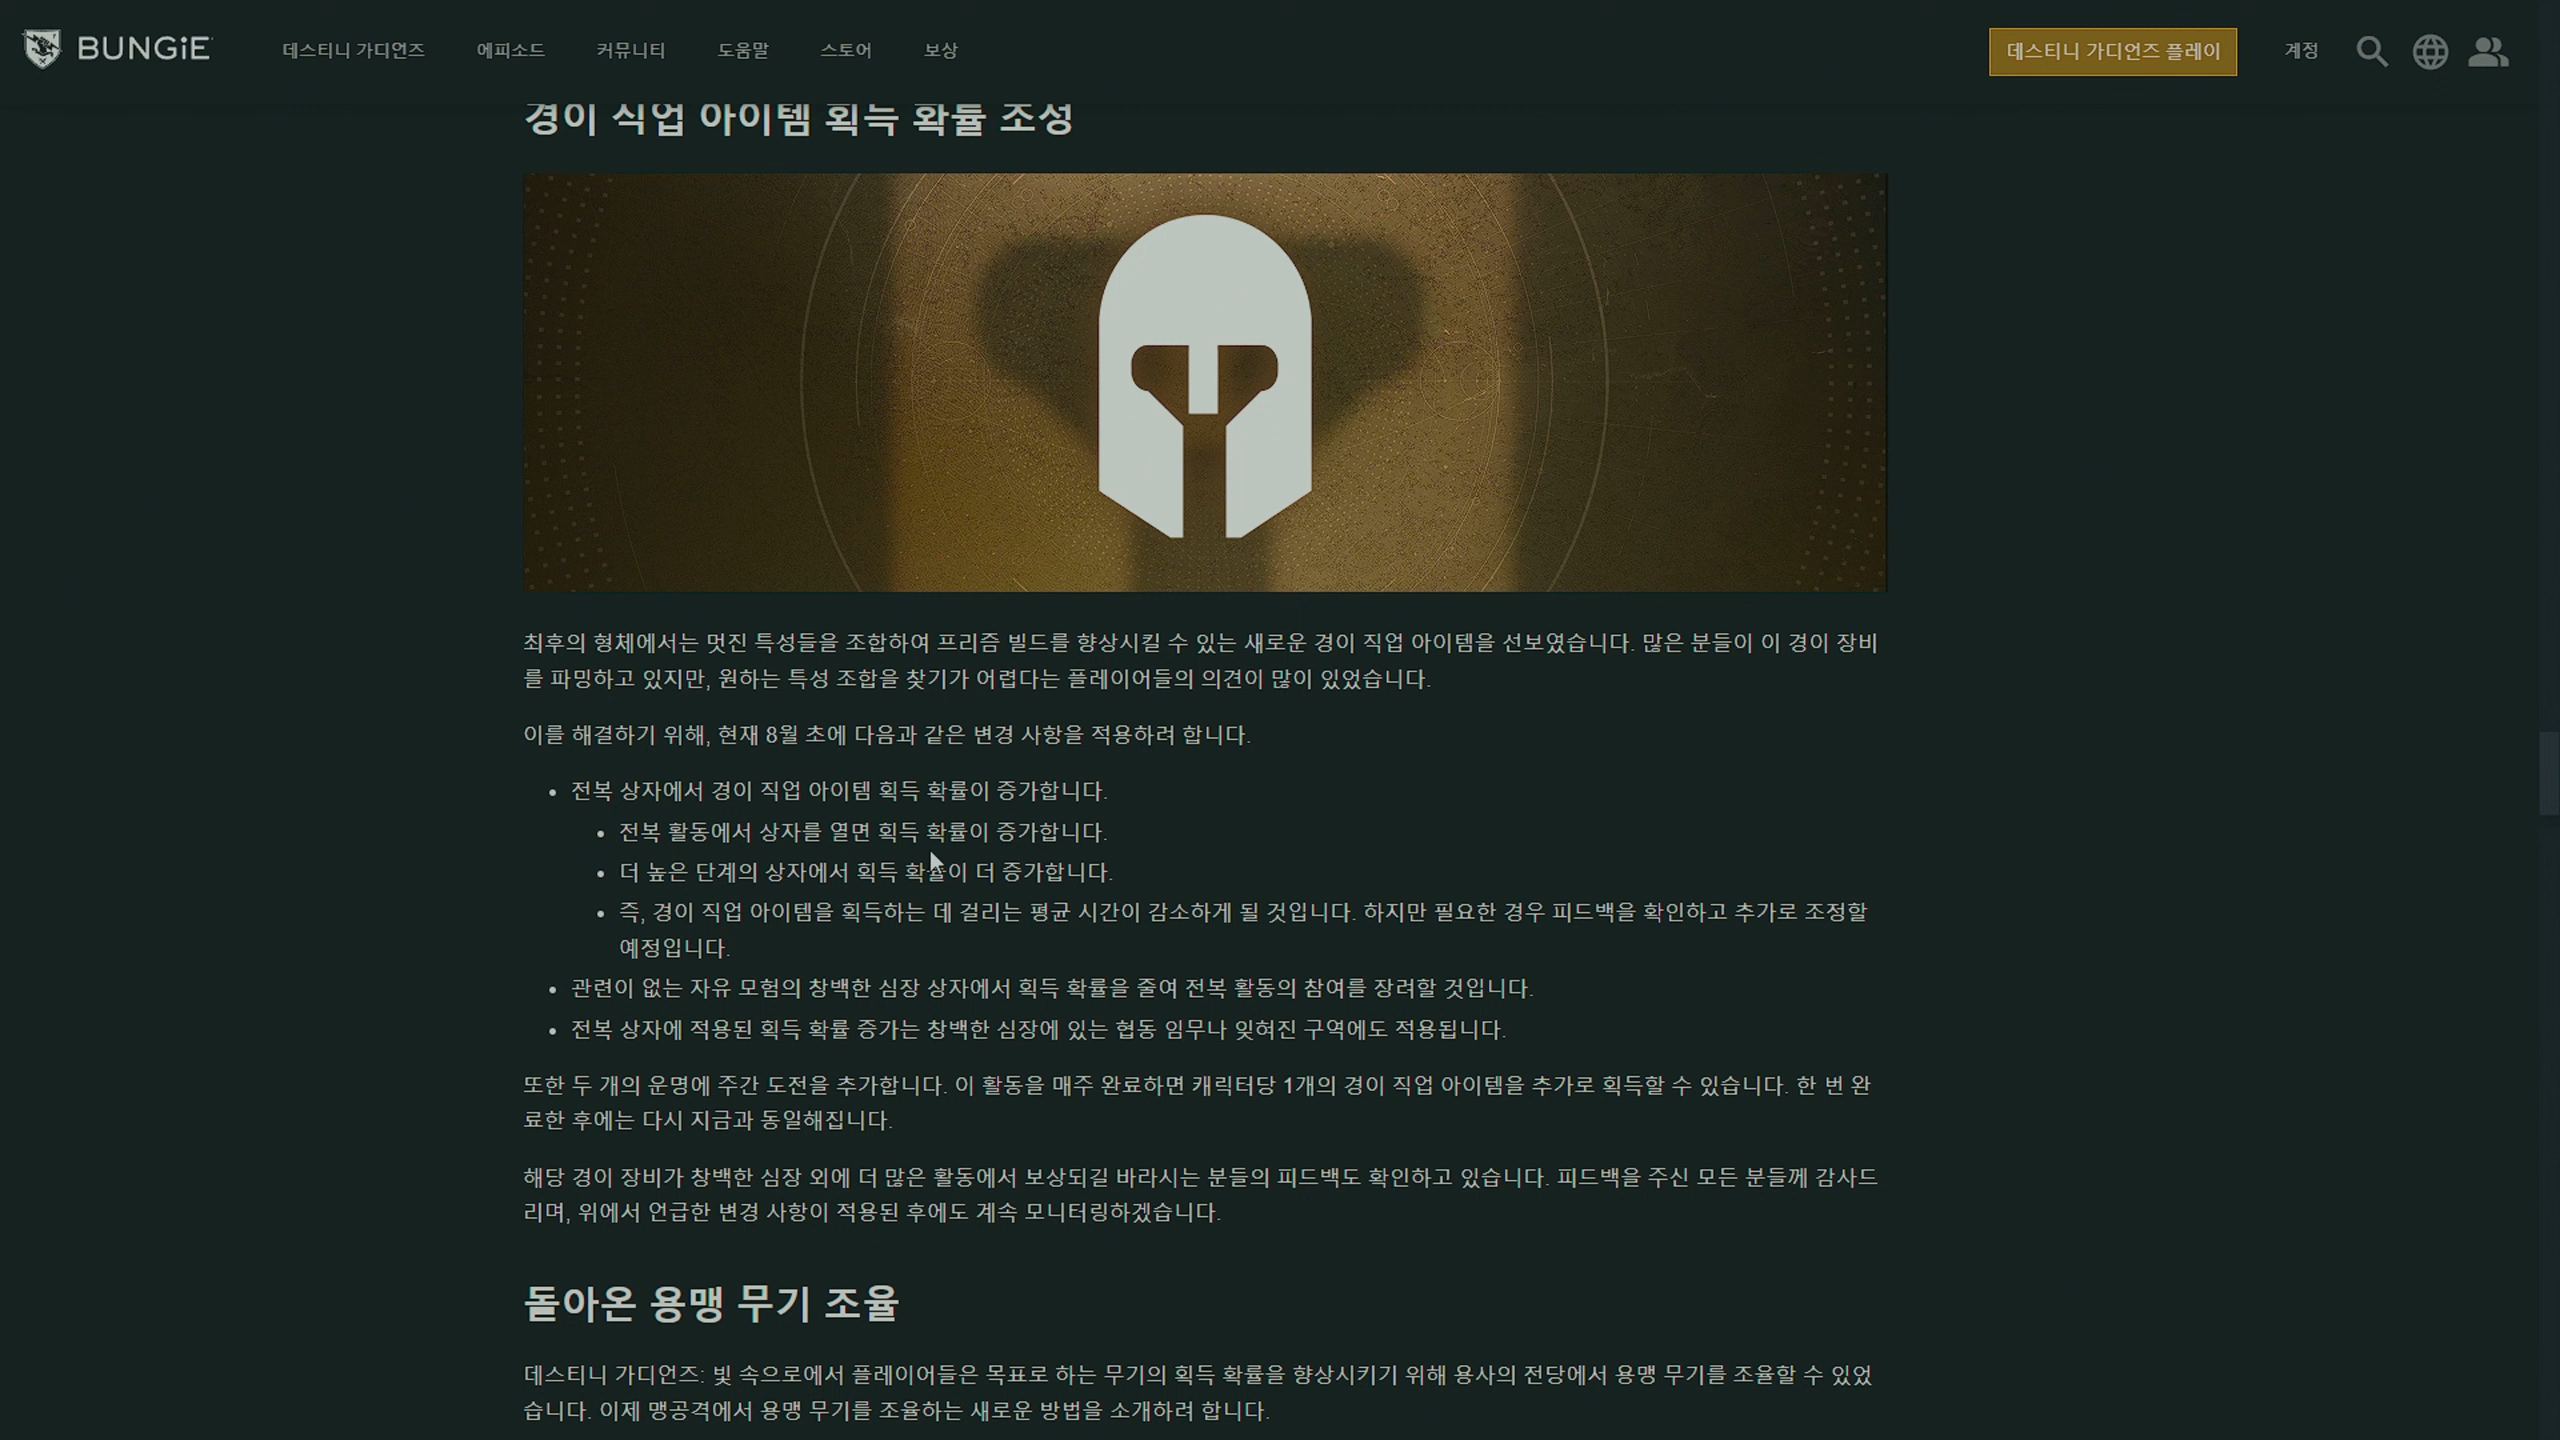 BUNGiE
데스티니 가디언즈
에피소드
커뮤니티
도움말
스토어
보상
데스티니 가디언즈 플레이
계정
경이 직업 아이템 획득 확률 조정
최후의 형체에서는 멋진 특성들을 조합하여 프리즘 빌드를 향상시킬 수 있는 새로운 경이 직업 아이템을 선보였습니다. 많은 분들이 이 경이 장비
를 파밍하고 있지만, 원하는 특성 조합을 찾기가 어렵다는 플레이어들의 의견이 많이 있었습니다.
이를 해결하기 위해, 현재 8월 초에 다음과 같은 변경 사항을 적용하려 합니다.
• 전복 상자에서 경이 직업 아이템 획득 확률이 증가합니다.
• 전복 활동에서 상자를 열면 획득 확률이 증가합니다.
• 더 높은 단계의 상자에서 획득 확률이 더 증가합니다.
• 즉, 경이 직업 아이템을 획득하는 데 걸리는 평균 시간이 감소하게 될 것입니다. 하지만 필요한 경우 피드백을 확인하고 추가로 조정할
예정입니다.
• 관련이 없는 자유 모험의 창백한 심장 상자에서 획득 확률을 줄여 전복 활동의 참여를 장려할 것입니다.
• 전복 상자에 적용된 획득 확률 증가는 창백한 심장에 있는 협동 임무나 잊혀진 구역에도 적용됩니다.
또한 두 개의 운명에 주간 도전을 추가합니다. 이 활동을 매주 완료하면 캐릭터당 1개의 경이 직업 아이템을 추가로 획득할 수 있습니다. 한 번 완
료한 후에는 다시 지금과 동일해집니다.
해당 경이 장비가 창백한 심장 외에 더 많은 활동에서 보상되길 바라시는 분들의 피드백도 확인하고 있습니다. 피드백을 주신 모든 분들께 감사드
리며, 위에서 언급한 변경 사항이 적용된 후에도 계속 모니터링하겠습니다.
돌아온 용맹 무기 조율
데스티니 가디언즈: 빛 속으로에서 플레이어들은 목표로 하는 무기의 획득 확률을 향상시키기 위해 용사의 전당에서 용맹 무기를 조율할 수 있었
습니다. 이제 맹공격에서 용맹 무기를 조율하는 새로운 방법을 소개하려 합니다.